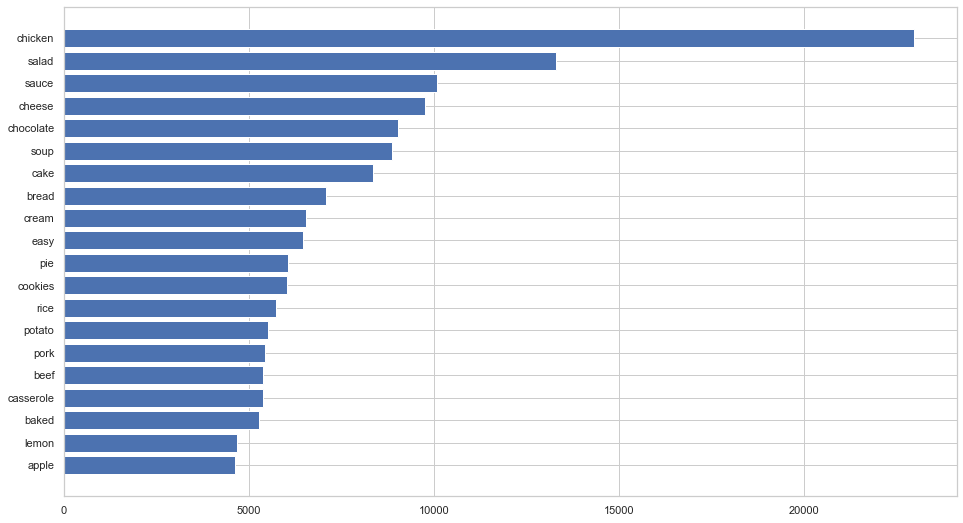 chicken
salad
sauce
cheese
chocolate
soup
cake
bread
cream
easy
pie
cookies
rice
potato
pork
beef
casserole
baked
lemon
apple
0 5000 10000 15000 20000